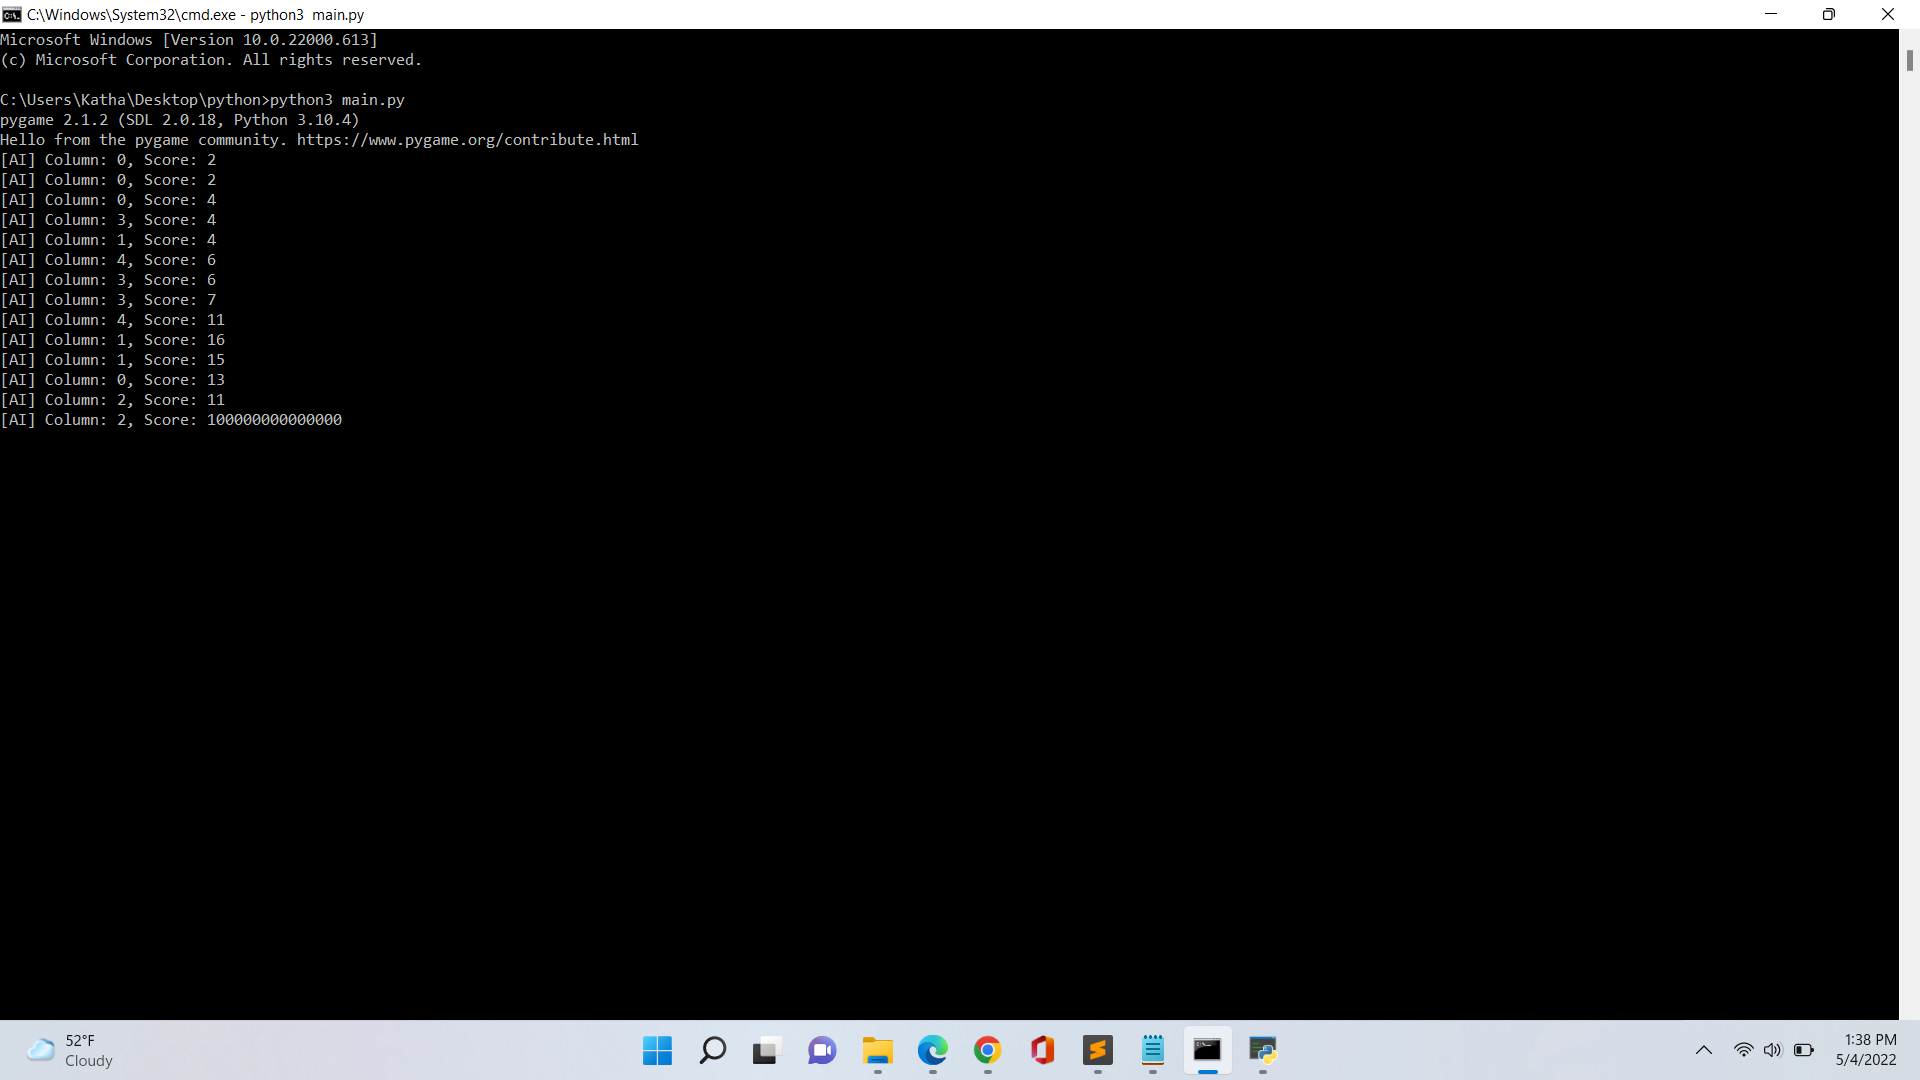 C:\Windows\System32\cmd.exe - python3  main.py
Microsoft Windows [Version 10.0.22000.613]
(c) Microsoft Corporation. All rights reserved.
C:\Users\Katha\Desktop\python>python3 main.py
pygame 2.1.2 (SDL 2.0.18, Python 3.10.4)
Hello from the pygame community. https://www.pygame.org/contribute.html
[AI] Column: 0, Score: 2
[AI] Column: 0, Score: 2
[AI] Column: 0, Score: 4
[AI] Column: 3, Score: 4
[AI] Column: 1, Score: 4
[AI] Column: 4, Score: 6
[AI] Column: 3, Score: 6
[AI] Column: 3, Score: 7
[AI] Column: 4, Score: 11
[AI] Column: 1, Score: 16
[AI] Column: 1, Score: 15
[AI] Column: 0, Score: 13
[AI] Column: 2, Score: 11
[AI] Column: 2, Score: 100000000000000
52°F
Cloudy
1:38 PM
5/4/2022